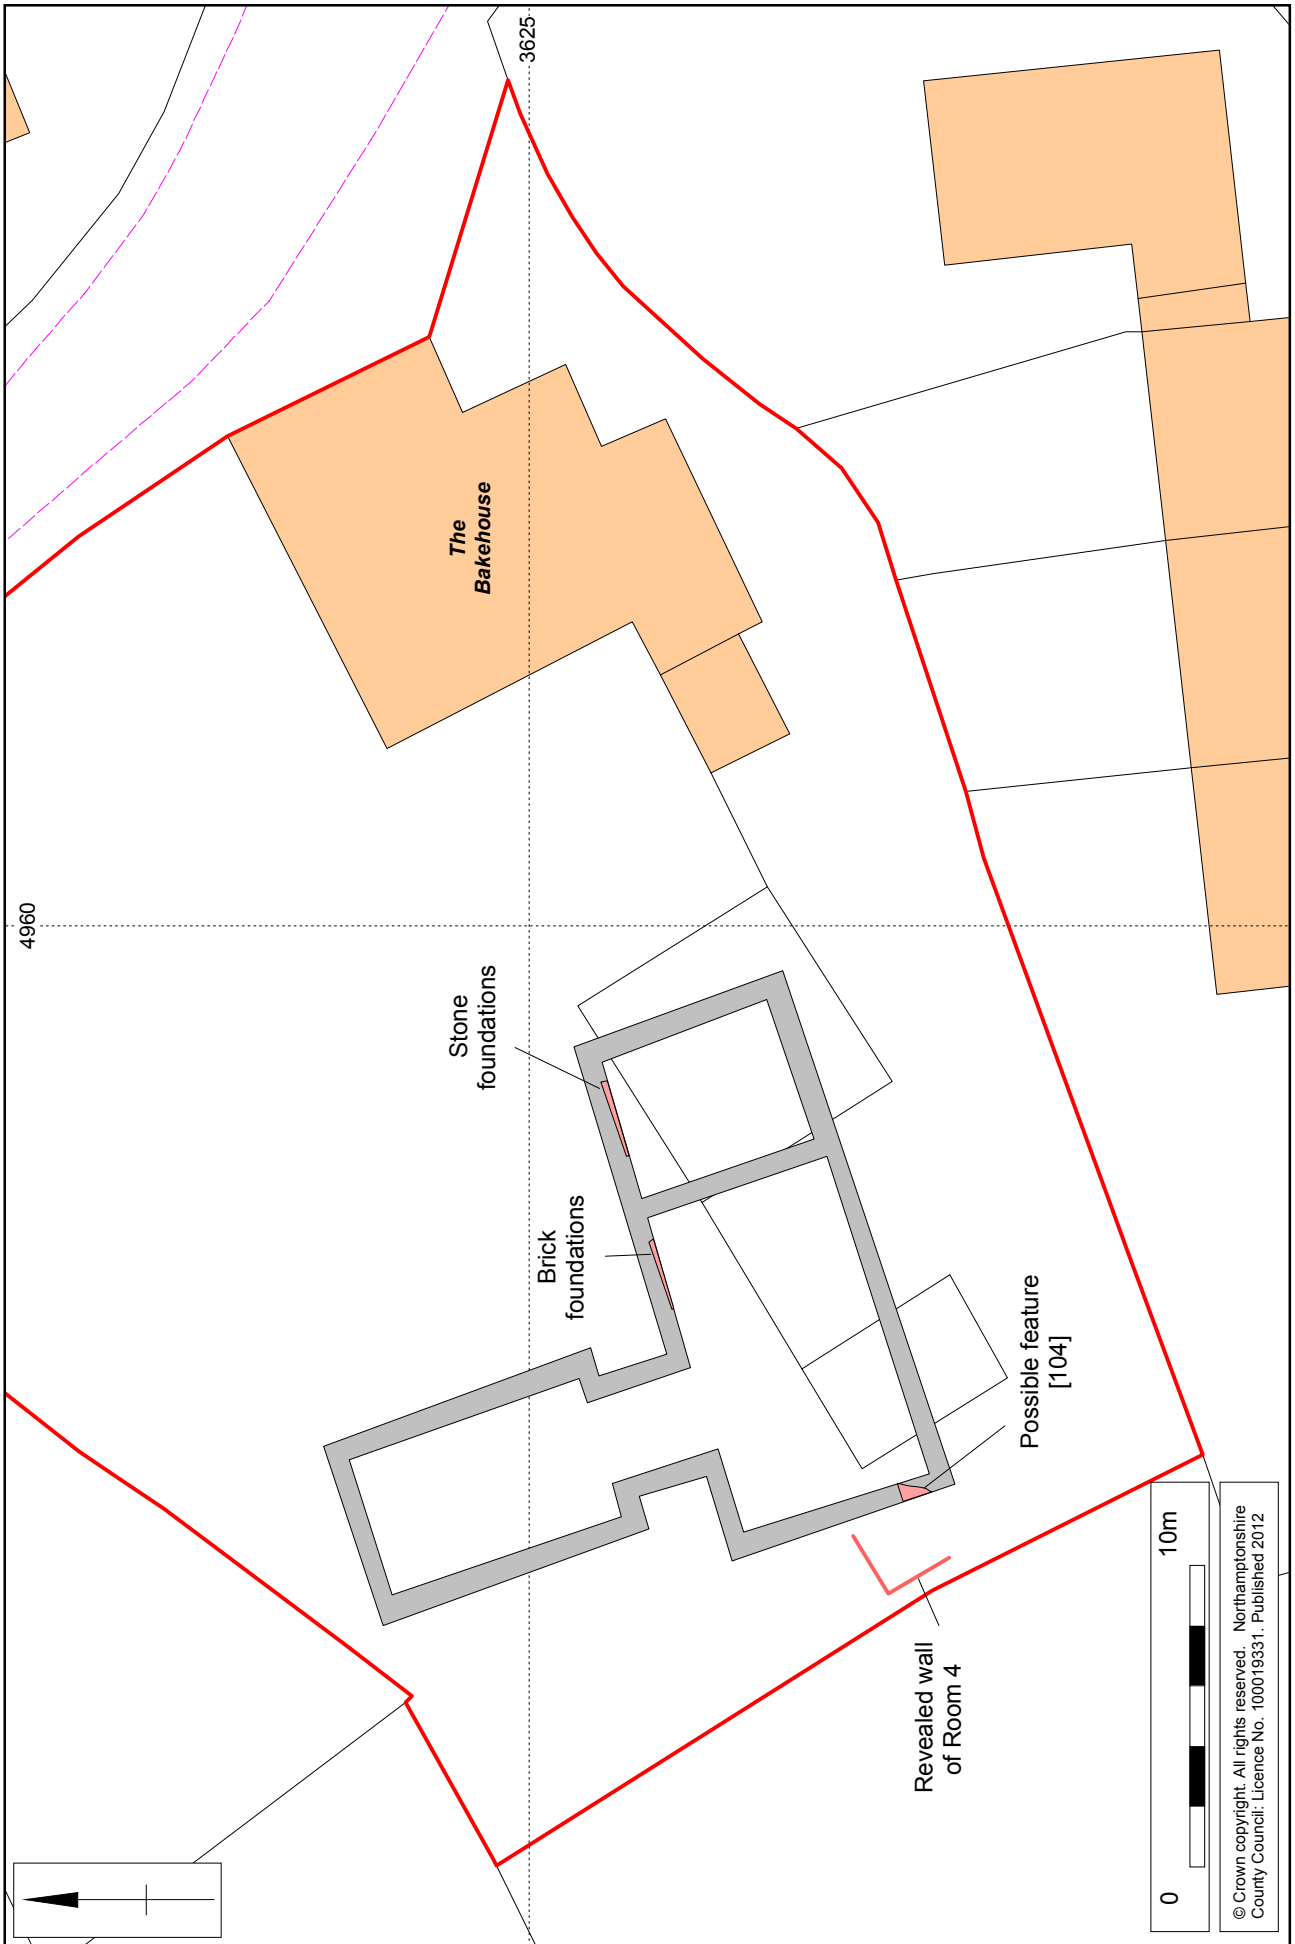 3625
4960
The
Bakehouse
Stone
foundations
Brick
foundations
Possible feature
[104]
Revealed wall
of Room 4
0
10m
© Crown copyright. All rights reserved. Northamptonshire
County Council: Licence No. 100019331. Published 2012